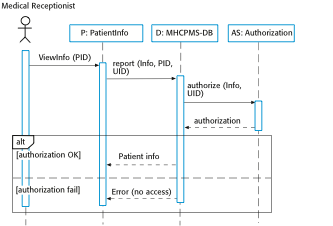 Medical Receptionist
P: PatientInfo
D: MHCPMS-DB
AS: Authorization
ViewInfo (PID)
report (Info, PID,
UID)
authorize (Info,
UID)
authorization
alt
[authorization OK]
Patient info
[authorization fail]
Error (no access)